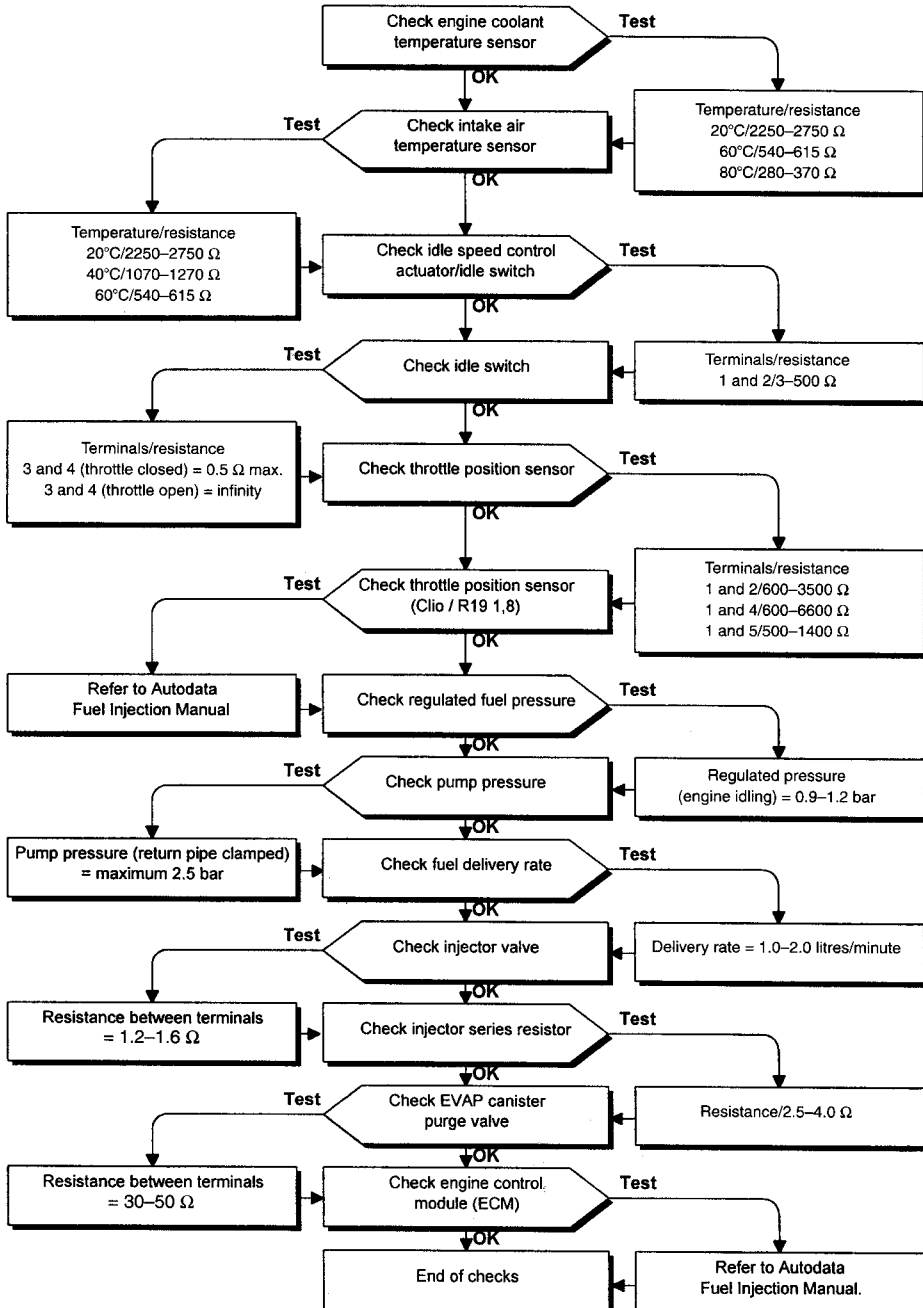 Check engine coolant
temperature sensor
Test
OK
Temperature/resistance
20°C/2250–2750 Ω
60°C/540–615 Ω
80°C/280–370 Ω
Test
Check intake air
temperature sensor
OK
Temperature/resistance
20°C/2250–2750 Ω
40°C/1070–1270 Ω
60°C/540–615 Ω
Check idle speed control
actuator/idle switch
Test
OK
Terminals/resistance
1 and 2/3–500 Ω
Test
Check idle switch
OK
Terminals/resistance
3 and 4 (throttle closed) = 0.5 Ω max.
3 and 4 (throttle open) = infinity
Check throttle position sensor
Test
OK
Terminals/resistance
1 and 2/600–3500 Ω
1 and 4/600–6600 Ω
1 and 5/500–1400 Ω
Test
Check throttle position sensor
(Clio / R19 1,8)
OK
Refer to Autodata
Fuel Injection Manual
Check regulated fuel pressure
Test
OK
Regulated pressure
(engine idling) = 0.9–1.2 bar
Test
Check pump pressure
OK
Pump pressure (return pipe clamped)
= maximum 2.5 bar
Check fuel delivery rate
Test
OK
Delivery rate = 1.0–2.0 litres/minute
Test
Check injector valve
OK
Resistance between terminals
= 1.2–1.6 Ω
Check injector series resistor
Test
OK
Resistance/2.5–4.0 Ω
Test
Check EVAP canister
purge valve
OK
Resistance between terminals
= 30–50 Ω
Check engine control
module (ECM)
Test
OK
Refer to Autodata
Fuel Injection Manual.
End of checks